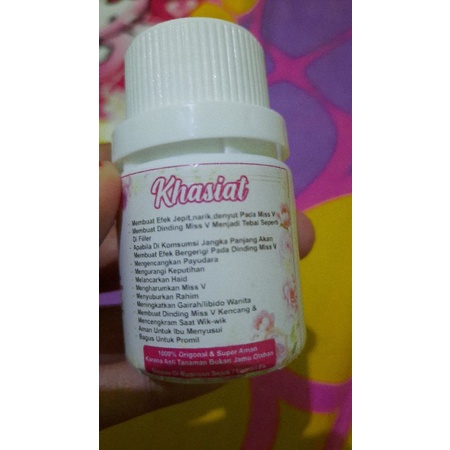 Khasiat
- Membuat Efek Jepit,narik,denyut Pada Miss V
- Membuat Dinding Miss V Menjadi Tebal Seperti
Di Filler
- Apabila Di Komsumsi Jangka Panjang Akan
Membuat Efek Bergerigi Pada Dinding Miss V
- Mengencangkan Payudara
- Mengurangi Keputihan
- Melancarkan Haid
- Mengharumkan Miss V
- Menyuburkan Rahim
- Meningkatkan Gairah/libido Wanita
- Membuat Dinding Miss V Kencang &
Mencengkram Saat Wik-wik
- Aman Untuk Ibu Menyusui
- Bagus Untuk Promil
100% Original & Super Aman
Karena Asli Tanaman Bukan Jamu Olahan